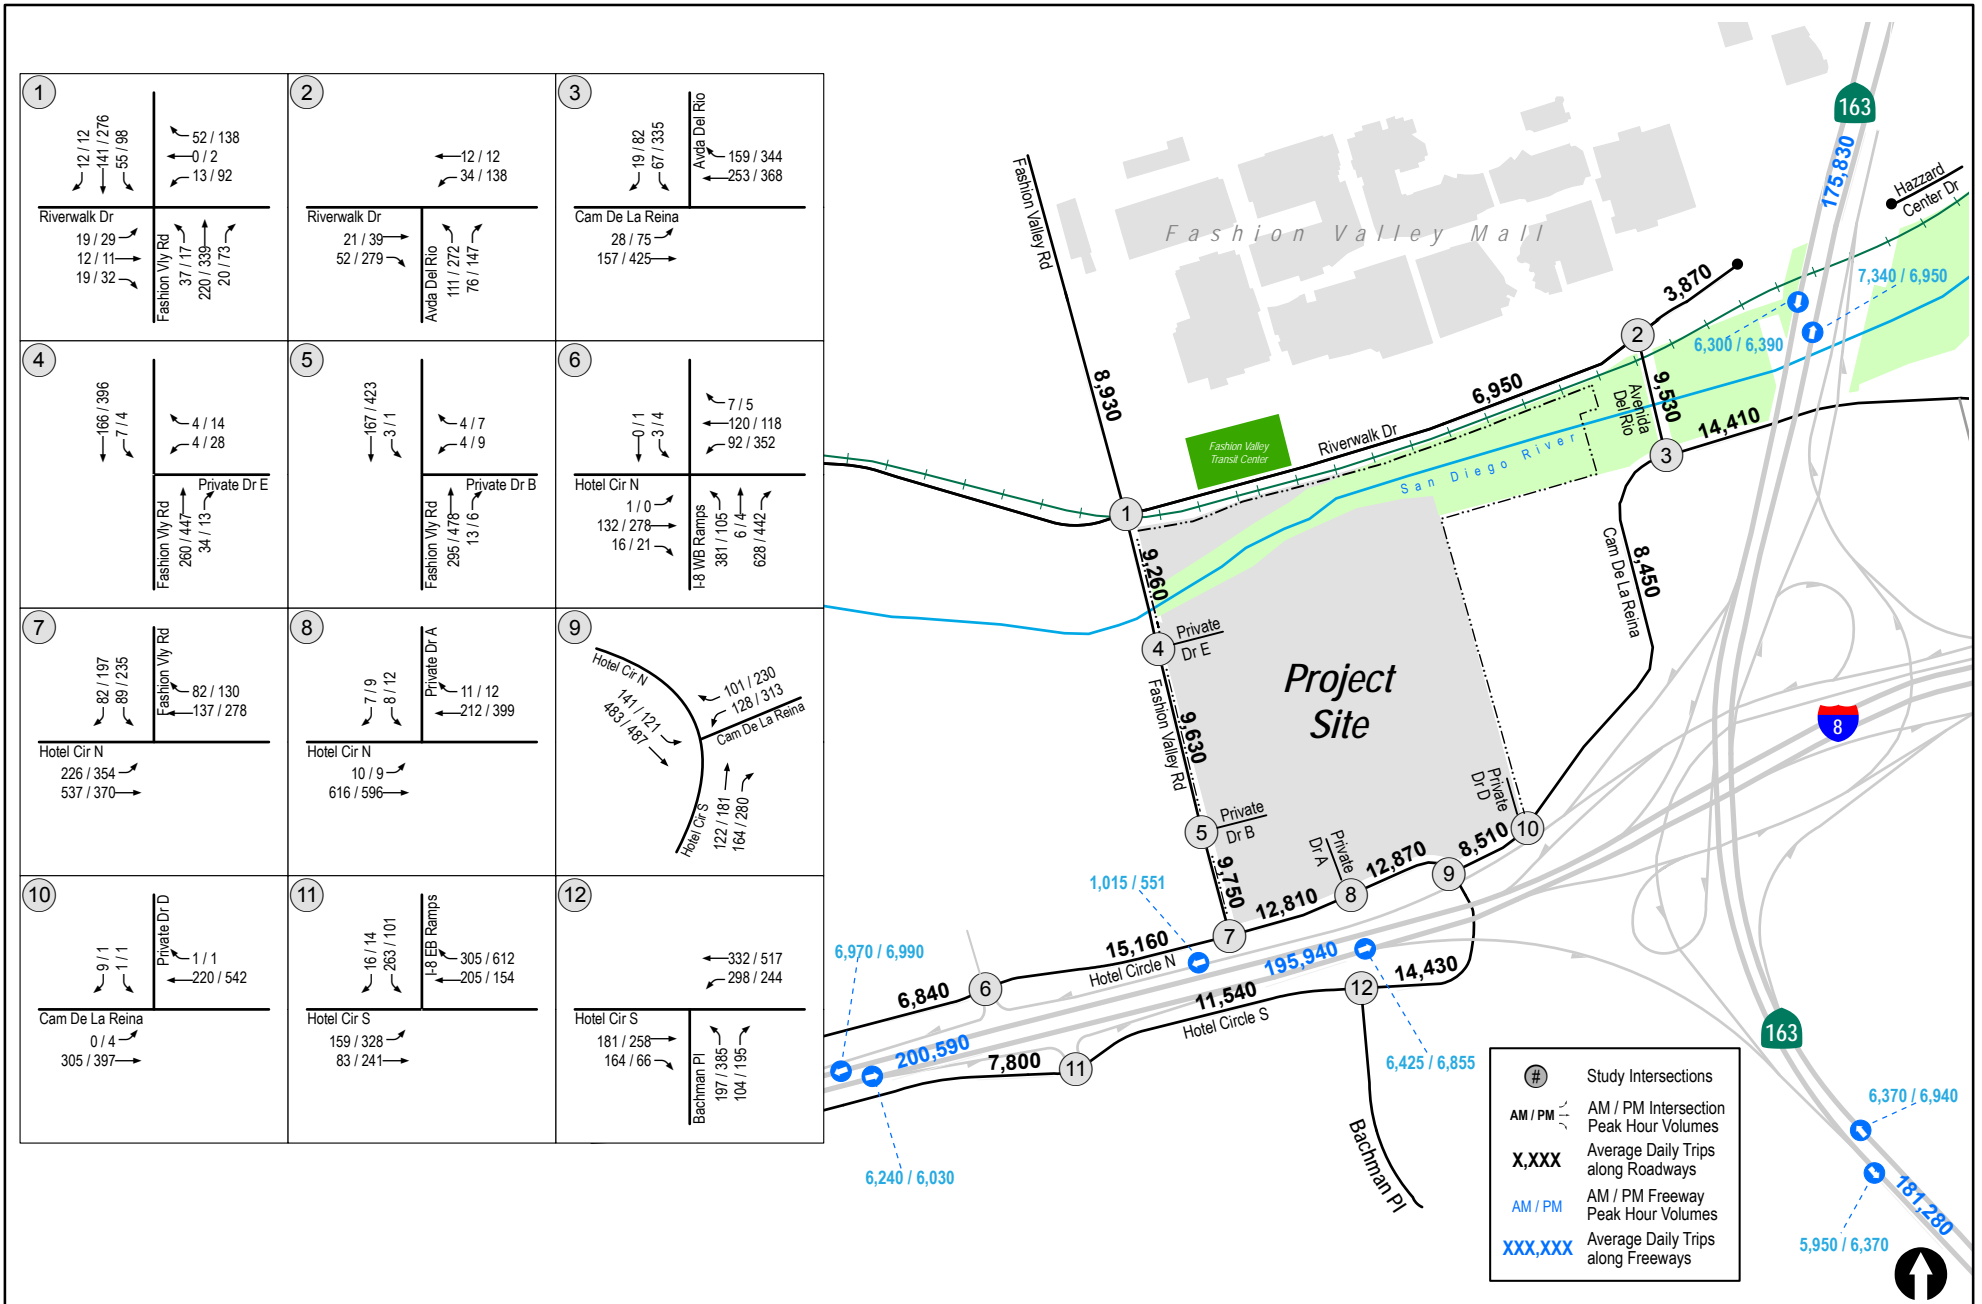 1
12 / 12
141 / 276
55 / 98
52 / 138
0 / 2
13 / 92
Riverwalk Dr
19 / 29
12 / 11
19 / 32
Fashion Vly Rd
37 / 17
220 / 339
20 / 73
2
12 / 12
34 / 138
Riverwalk Dr
21 / 39
52 / 279
Avda Del Rio
111 / 272
76 / 147
3
19 / 82
67 / 335
Avda Del Rio
159 / 344
253 / 368
Cam De La Reina
28 / 75
157 / 425
4
166 / 396
7 / 4
4 / 14
4 / 28
Private Dr E
Fashion Vly Rd
260 / 447
34 / 13
5
167 / 423
3 / 1
4 / 7
4 / 9
Private Dr B
Fashion Vly Rd
295 / 478
13 / 6
6
0 / 1
3 / 4
7 / 5
120 / 118
92 / 352
Hotel Cir N
1 / 0
132 / 278
16 / 21
I-8 WB Ramps
381 / 105
6 / 4
628 / 442
7
82 / 197
89 / 235
Fashion Vly Rd
82 / 130
137 / 278
Hotel Cir N
226 / 354
537 / 370
8
7 / 9
8 / 12
Private Dr A
11 / 12
212 / 399
Hotel Cir N
10 / 9
616 / 596
9
Hotel Cir N
141 / 121
483 / 487
101 / 230
128 / 313
Cam De La Reina
Hotel Cir S
122 / 181
164 / 280
10
9 / 1
1 / 1
Private Dr D
1 / 1
220 / 542
Cam De La Reina
0 / 4
305 / 397
11
16 / 14
263 / 101
I-8 EB Ramps
305 / 612
205 / 154
Hotel Cir S
159 / 328
83 / 241
12
332 / 517
298 / 244
Hotel Cir S
181 / 258
164 / 66
Bachman Pl
197 / 385
104 / 195
163
175,830
Hazzard
Center Dr
Fashion Valley Rd
Fashion Valley Mall
7,340 / 6,950
3,870
2
6,300 / 6,390
8,930
6,950
Avenida
Del Rio
9,530
14,410
Fashion Valley
Transit Center
Riverwalk Dr
San Diego River
3
1
9,260
Cam De La Reina
8,450
4
Private
Dr E
Project
Site
Fashion Valley Rd
9,630
8
Private
Dr D
5
Private
Dr B
Private
Dr A
10
8,510
12,870
9
9,750
1,015 / 551
12,810
8
7
15,160
6,970 / 6,990
Hotel Circle N
195,940
14,430
6
12
6,840
11,540
Hotel Circle S
163
200,590
7,800
11
6,425 / 6,855
6,240 / 6,030
Bachman Pl
6,370 / 6,940
181,280
5,950 / 6,370
#
Study Intersections
AM / PM
AM / PM Intersection
Peak Hour Volumes
X,XXX
Average Daily Trips
along Roadways
AM / PM
AM / PM Freeway
Peak Hour Volumes
XXX,XXX
Average Daily Trips
along Freeways